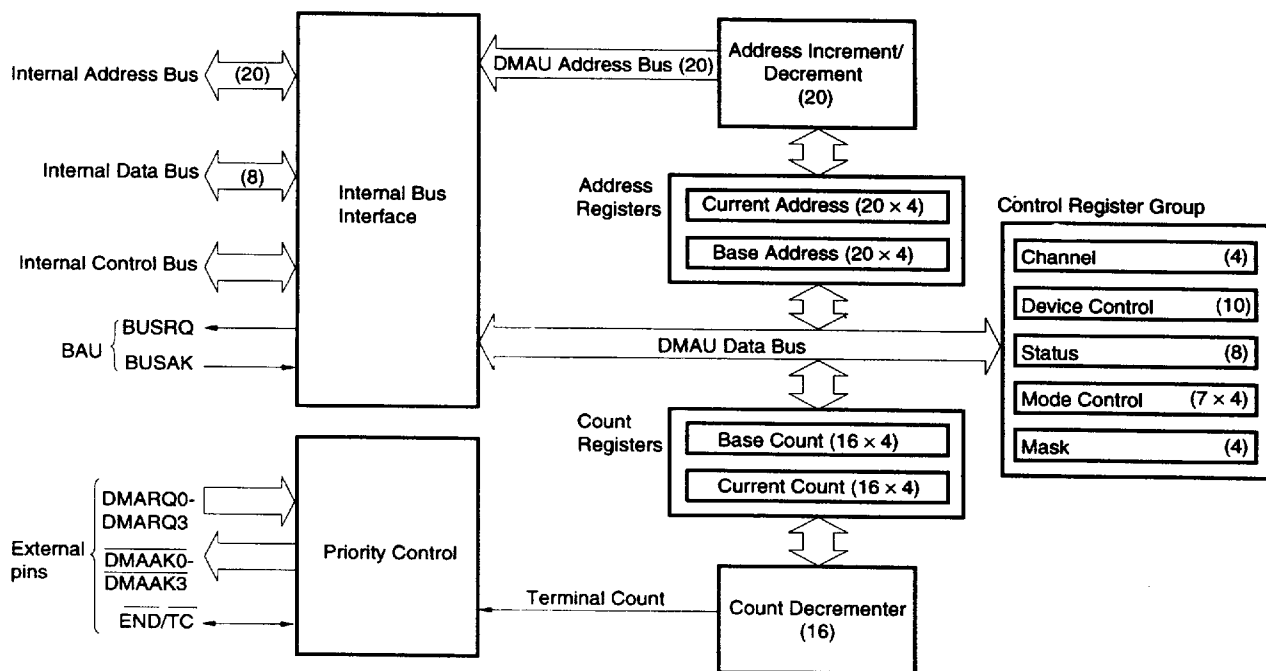 Internal Address Bus
(20)
Internal Data Bus
(8)
Internal Control Bus
BAU
BUSRQ
BUSAK
Internal Bus
Interface
DMAU Address Bus (20)
Address Increment/
Decrement
(20)
Address
Registers
Current Address (20 × 4)
Base Address (20 × 4)
DMAU Data Bus
Control Register Group
Channel (4)
Device Control (10)
Status (8)
Mode Control (7 × 4)
Mask (4)
Count
Registers
Base Count (16 × 4)
Current Count (16 × 4)
External
pins
DMARQ0-
DMARQ3
DMAAK0-
DMAAK3
END/TC
Priority Control
Terminal Count
Count Decrementer
(16)